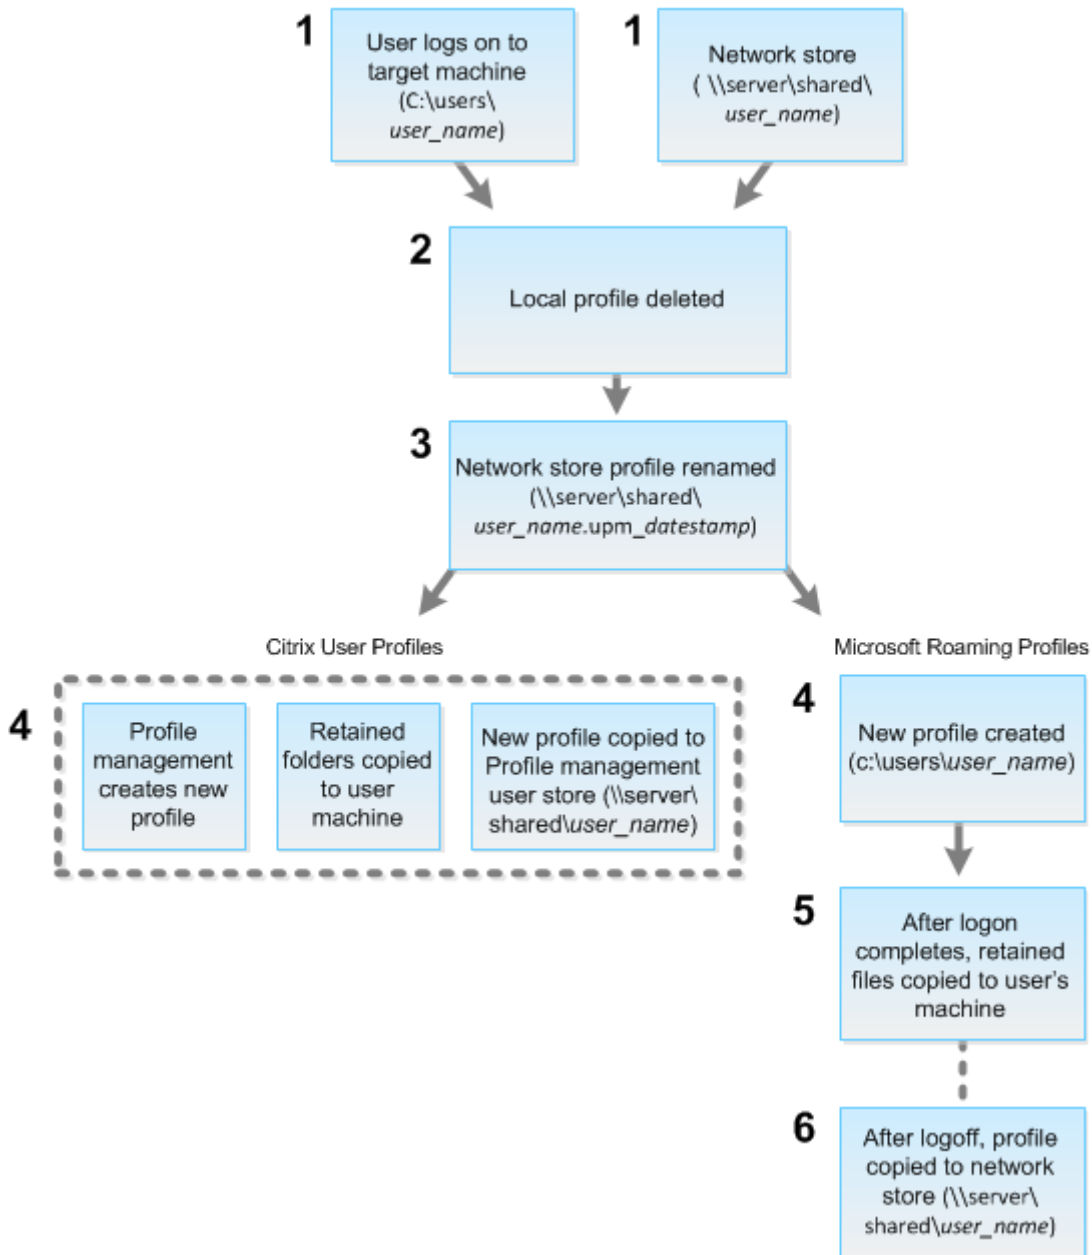 1
User logs on to
target machine
(C:\users\
user_name)
1
Network store
( \\server\shared\
user_name)
2
Local profile deleted
3
Network store profile renamed
(\\server\shared\
user_name.upm_datestamp)
Citrix User Profiles
4
Profile
management
creates new
profile
Retained
folders copied
to user
machine
New profile copied to
Profile management
user store (\\server\
shared\user_name)
Microsoft Roaming Profiles
4
New profile created
(c:\users\user_name)
5
After logon
completes, retained
files copied to user's
machine
6
After logoff, profile
copied to network
store (\\server\
shared\user_name)